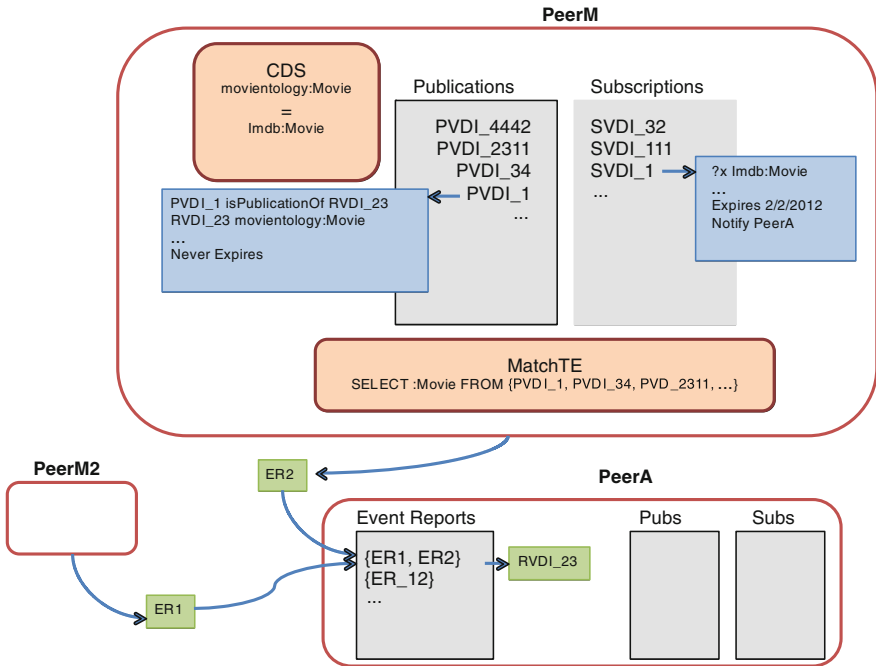 PeerM
CDS
movientology:Movie
=
Imdb:Movie
Publications
PVDI_4442
PVDI_2311
PVDI_34
PVDI_1
...
Subscriptions
SVDI_32
SVDI_111
SVDI_1
...
?x Imdb:Movie
...
Expires 2/2/2012
Notify PeerA
PVDI_1 isPublicationOf RVDI_23
RVDI_23 movientology:Movie
...
Never Expires
MatchTE
SELECT :Movie FROM {PVDI_1, PVDI_34, PVD_2311, ...}
PeerM2
ER2
PeerA
Event Reports
{ER1, ER2}
{ER_12}
...
RVDI_23
Pubs
Subs
ER1